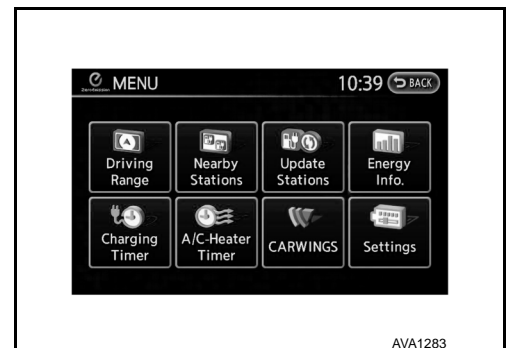 MENU 10:39 BACK
Driving Range
Nearby Stations
Update Stations
Energy Info.
Charging Timer
A/C-Heater Timer
CARWINGS
Settings
AVA1283